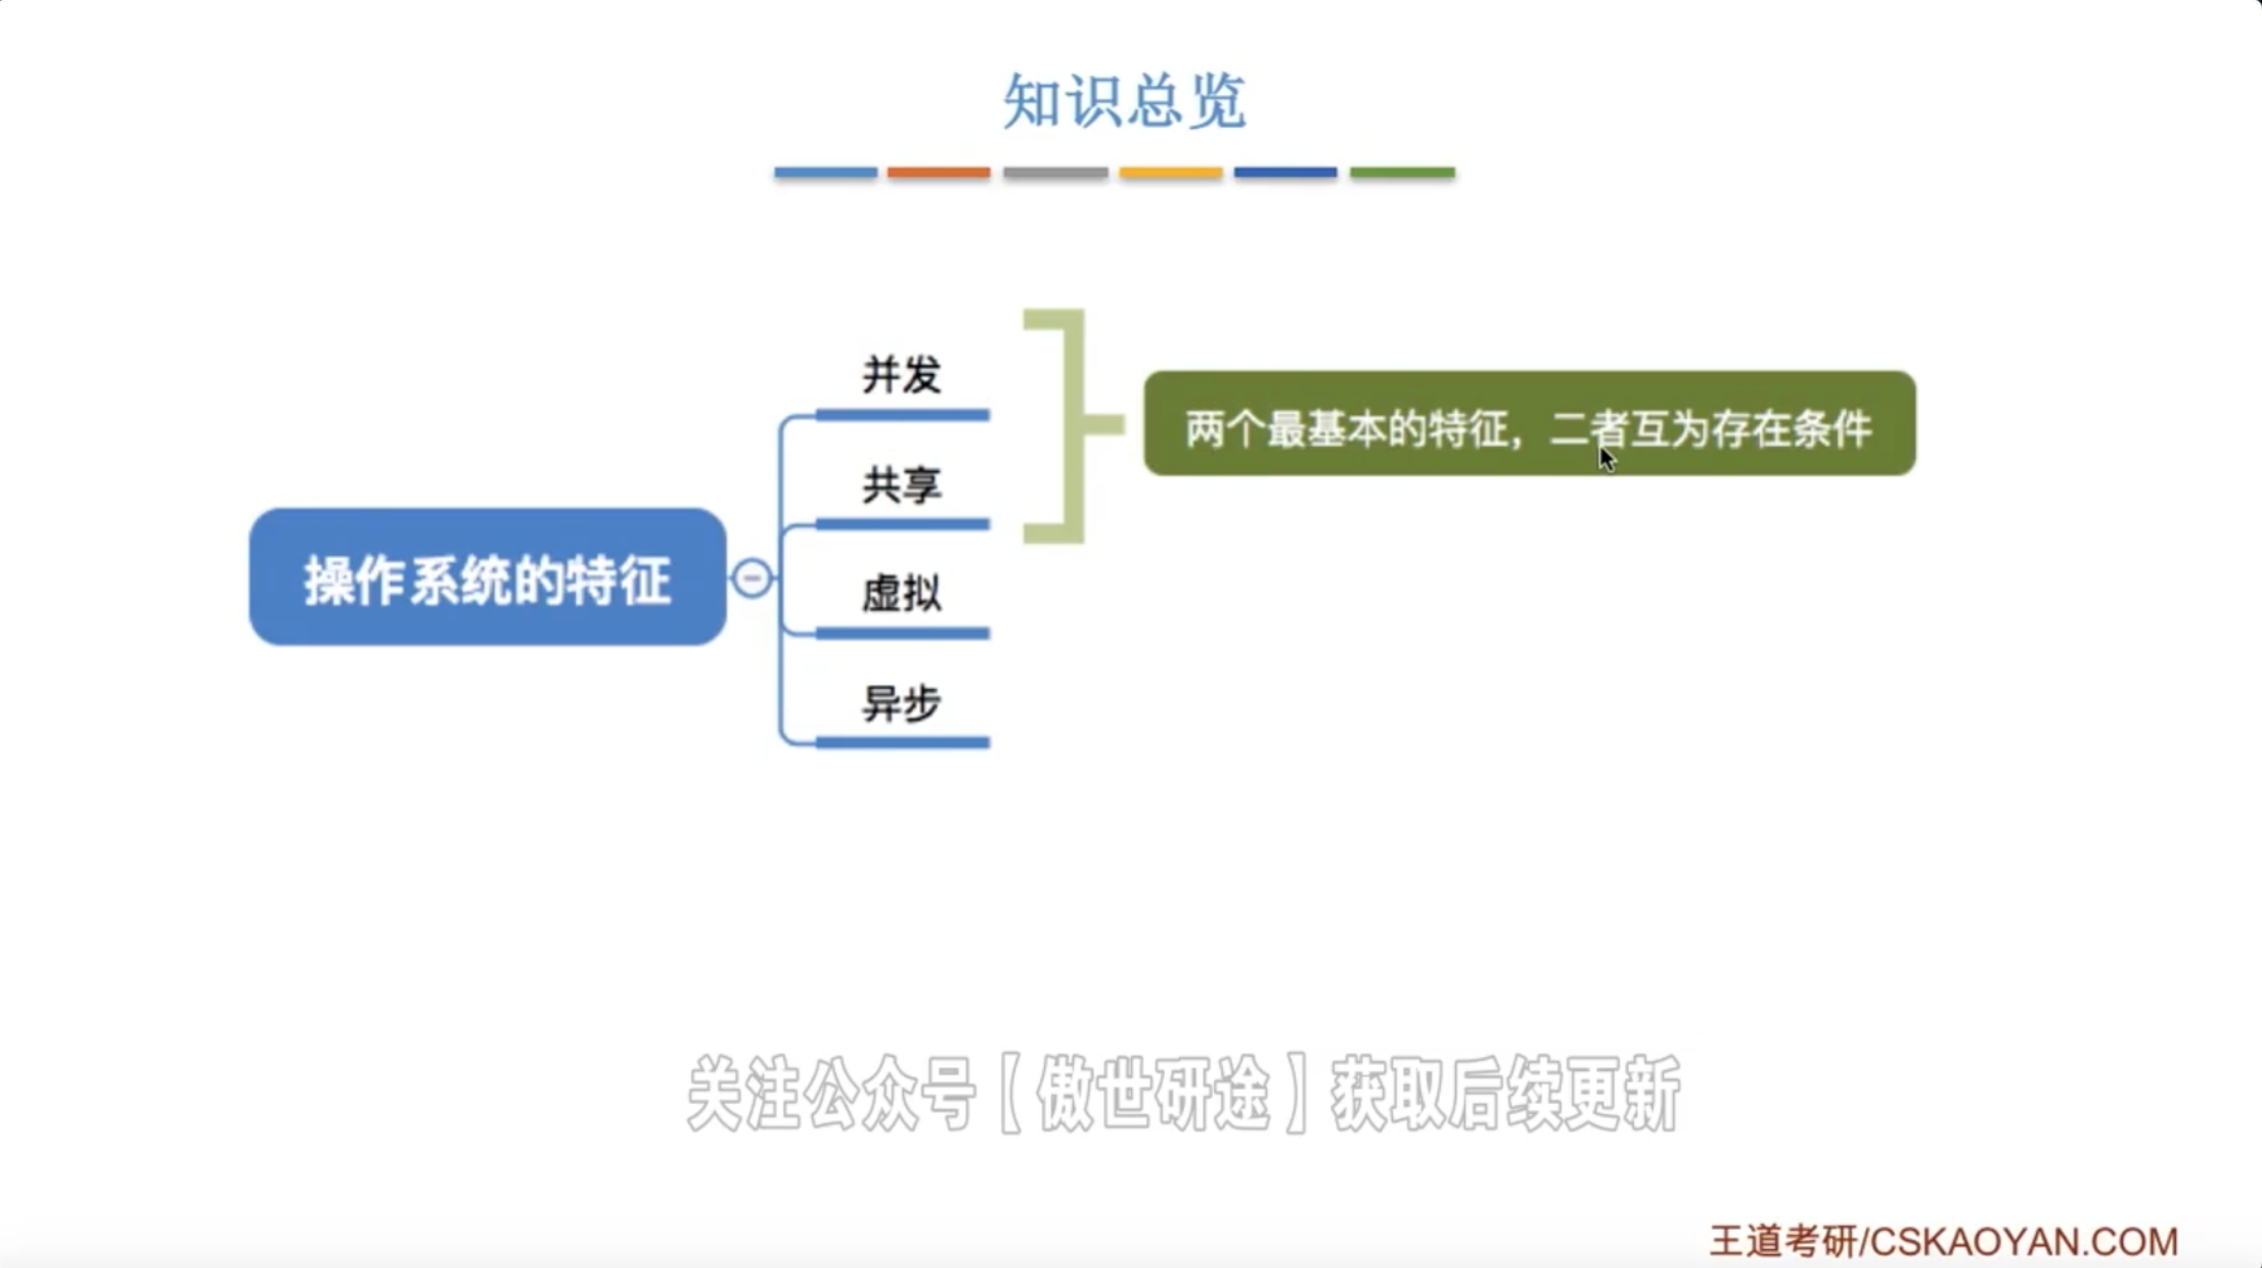 知识总览
并发
共享
两个最基本的特征，二者互为存在条件
操作系统的特征
虚拟
异步
关注公众号【傲世研途】获取后续更新
王道考研/CSKAOYAN.COM